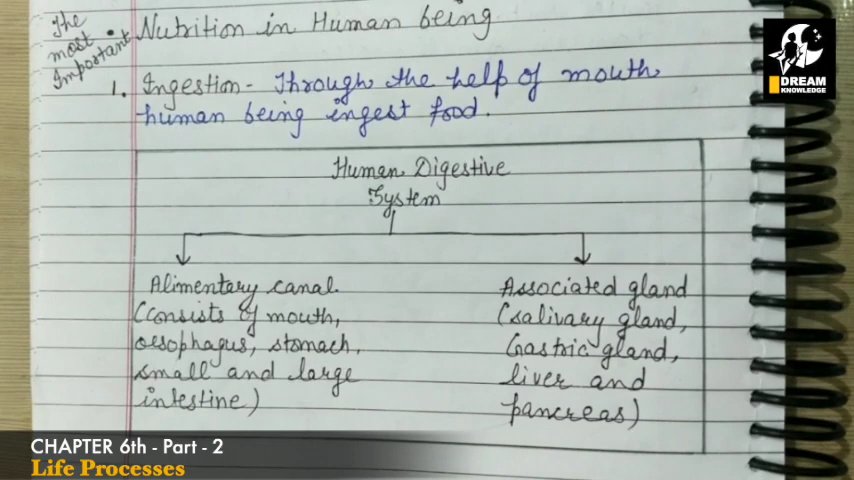 The most Important
• Nutrition in Human being
1. Ingestion - Through the help of mouth
human being ingest food.
Human Digestive
System
Alimentary canal
(consists of mouth,
oesophagus, stomach,
small and large
intestine)
Associated gland
(salivary gland,
Gastric gland,
liver and
pancreas)
DREAM
KNOWLEDGE
CHAPTER 6th - Part - 2
Life Processes